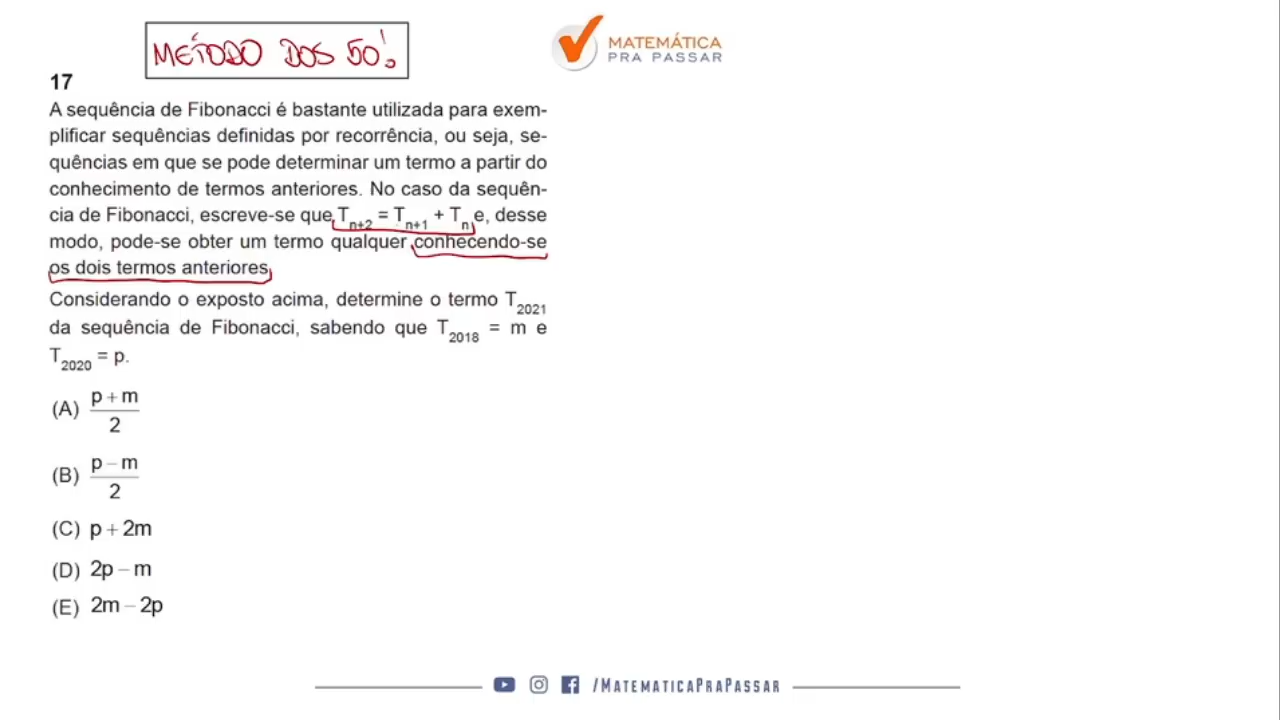 MÉTODO DOS 50!
MATEMÁTICA
PRA PASSAR
17
A sequência de Fibonacci é bastante utilizada para exem-
plificar sequências definidas por recorrência, ou seja, se-
quências em que se pode determinar um termo a partir do
conhecimento de termos anteriores. No caso da sequên-
cia de Fibonacci, escreve-se que Tn+2 = Tn+1 + Tn e, desse
modo, pode-se obter um termo qualquer conhecendo-se
os dois termos anteriores.
Considerando o exposto acima, determine o termo T2021
da sequência de Fibonacci, sabendo que T2018 = m e
T2020 = p.
(A) p + m
2
(B) p – m
2
(C) p + 2m
(D) 2p – m
(E) 2m – 2p
/MATEMATICAPRAPASSAR